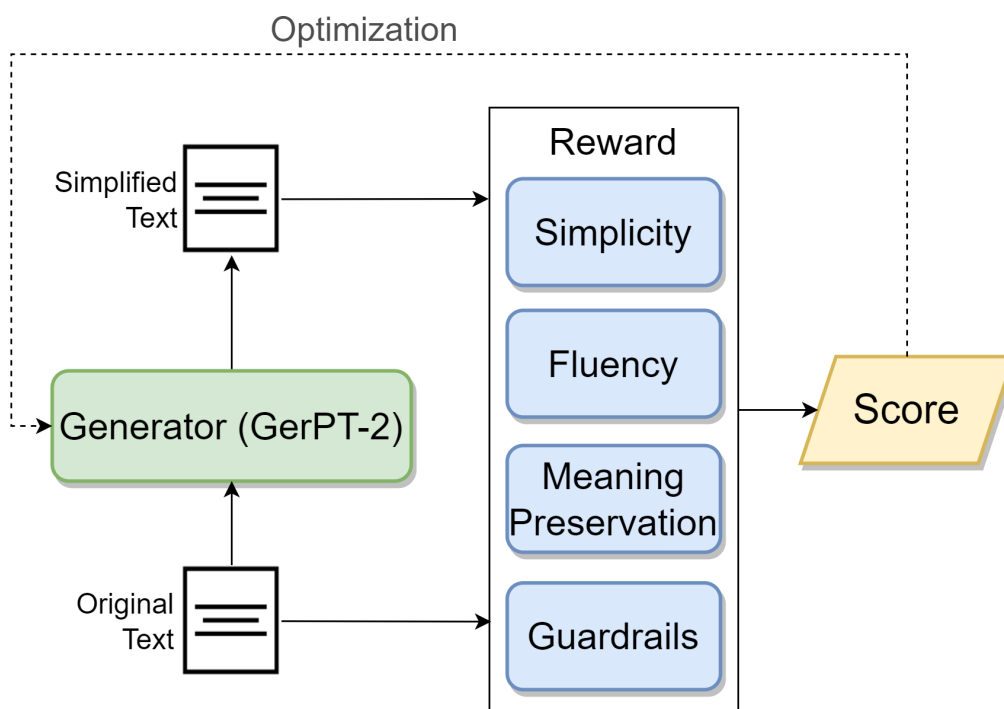 Optimization
Simplified
Text
Reward
Simplicity
Fluency
Generator (GerPT-2)
Score
Meaning
Preservation
Original
Text
Guardrails